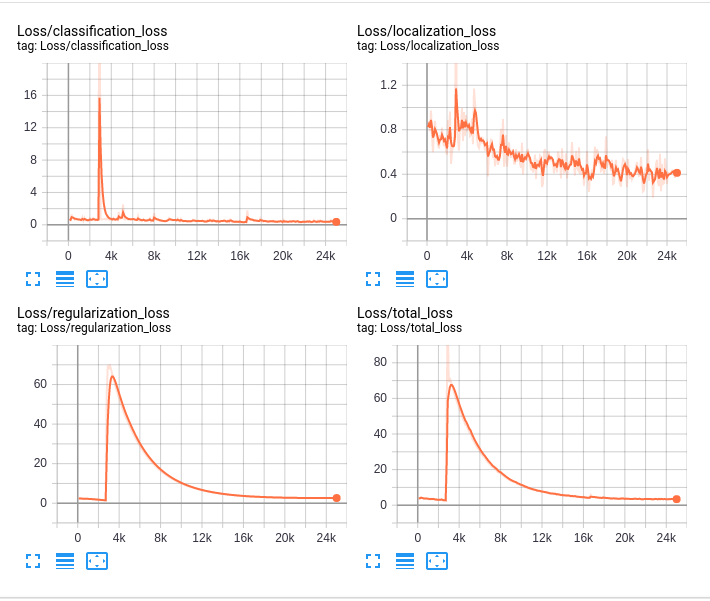 Loss/classification_loss
tag: Loss/classification_loss
16
12
8
4
0
0 4k 8k 12k 16k 20k 24k
Loss/localization_loss
tag: Loss/localization_loss
1.2
0.8
0.4
0
0 4k 8k 12k 16k 20k 24k
Loss/regularization_loss
tag: Loss/regularization_loss
60
40
20
0
0 4k 8k 12k 16k 20k 24k
Loss/total_loss
tag: Loss/total_loss
80
60
40
20
0
0 4k 8k 12k 16k 20k 24k